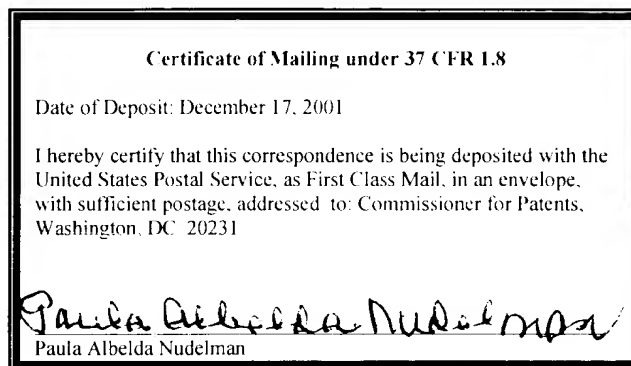 Certificate of Mailing under 37 CFR 1.8
Date of Deposit: December 17, 2001
I hereby certify that this correspondence is being deposited with the
United States Postal Service, as First Class Mail, in an envelope,
with sufficient postage, addressed to: Commissioner for Patents,
Washington, DC 20231
Paula Albelda Nudelman
Paula Albelda Nudelman